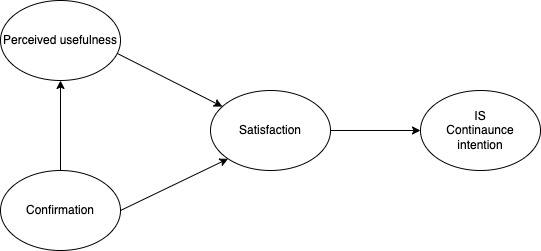 Perceived usefulness
Satisfaction
IS
Continaunce
intention
Confirmation